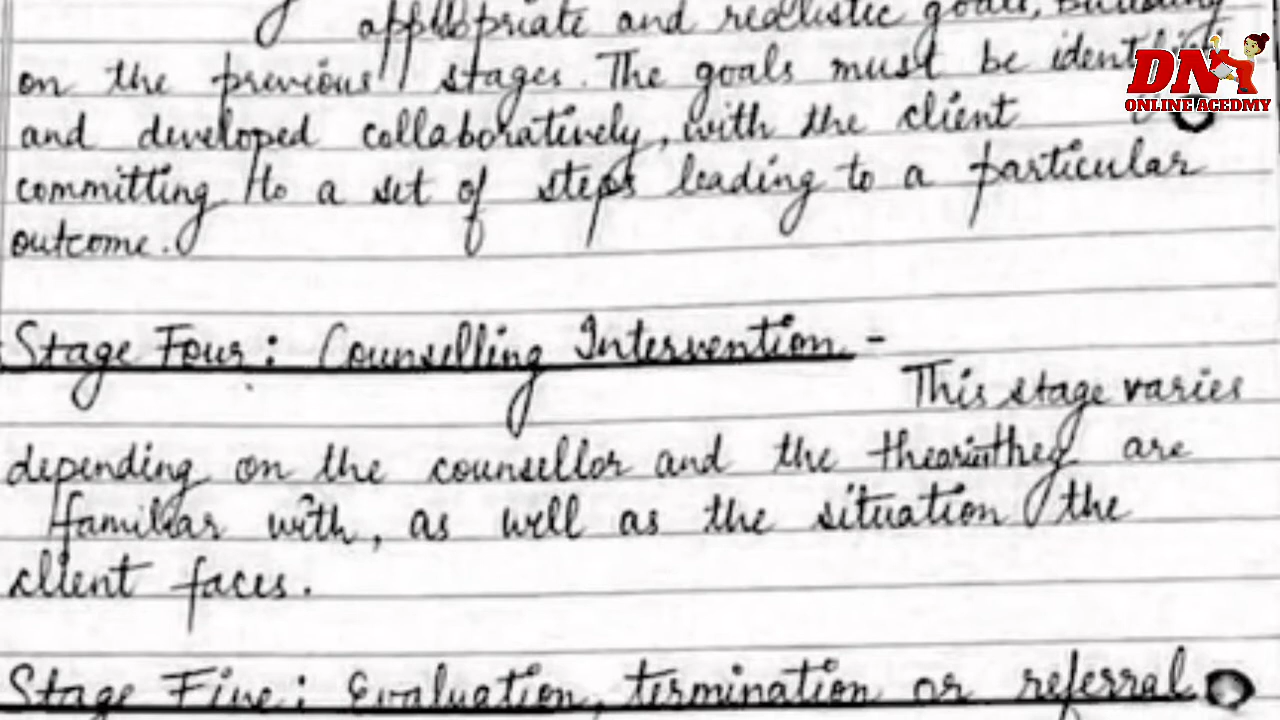 appropriate and realistic goals, building
on the previous stages. The goals must be
and developed collaboratively, with the client
committing to a set of steps leading to a particular
outcome.
Stage Four: Counselling Intervention -
This stage varies
depending on the counsellor and the they are
familiar with, as well as the situation the
client faces.
Stage Five: Evaluation, termination or referral
DN
ONLINE ACEDMY